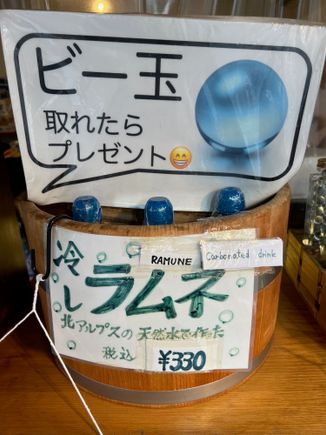 ビー玉
取れたら
プレゼント😁
冷し
ラムネ
RAMUNE
Carbonated drink
北アルプスの天然水で作った
税込
¥330